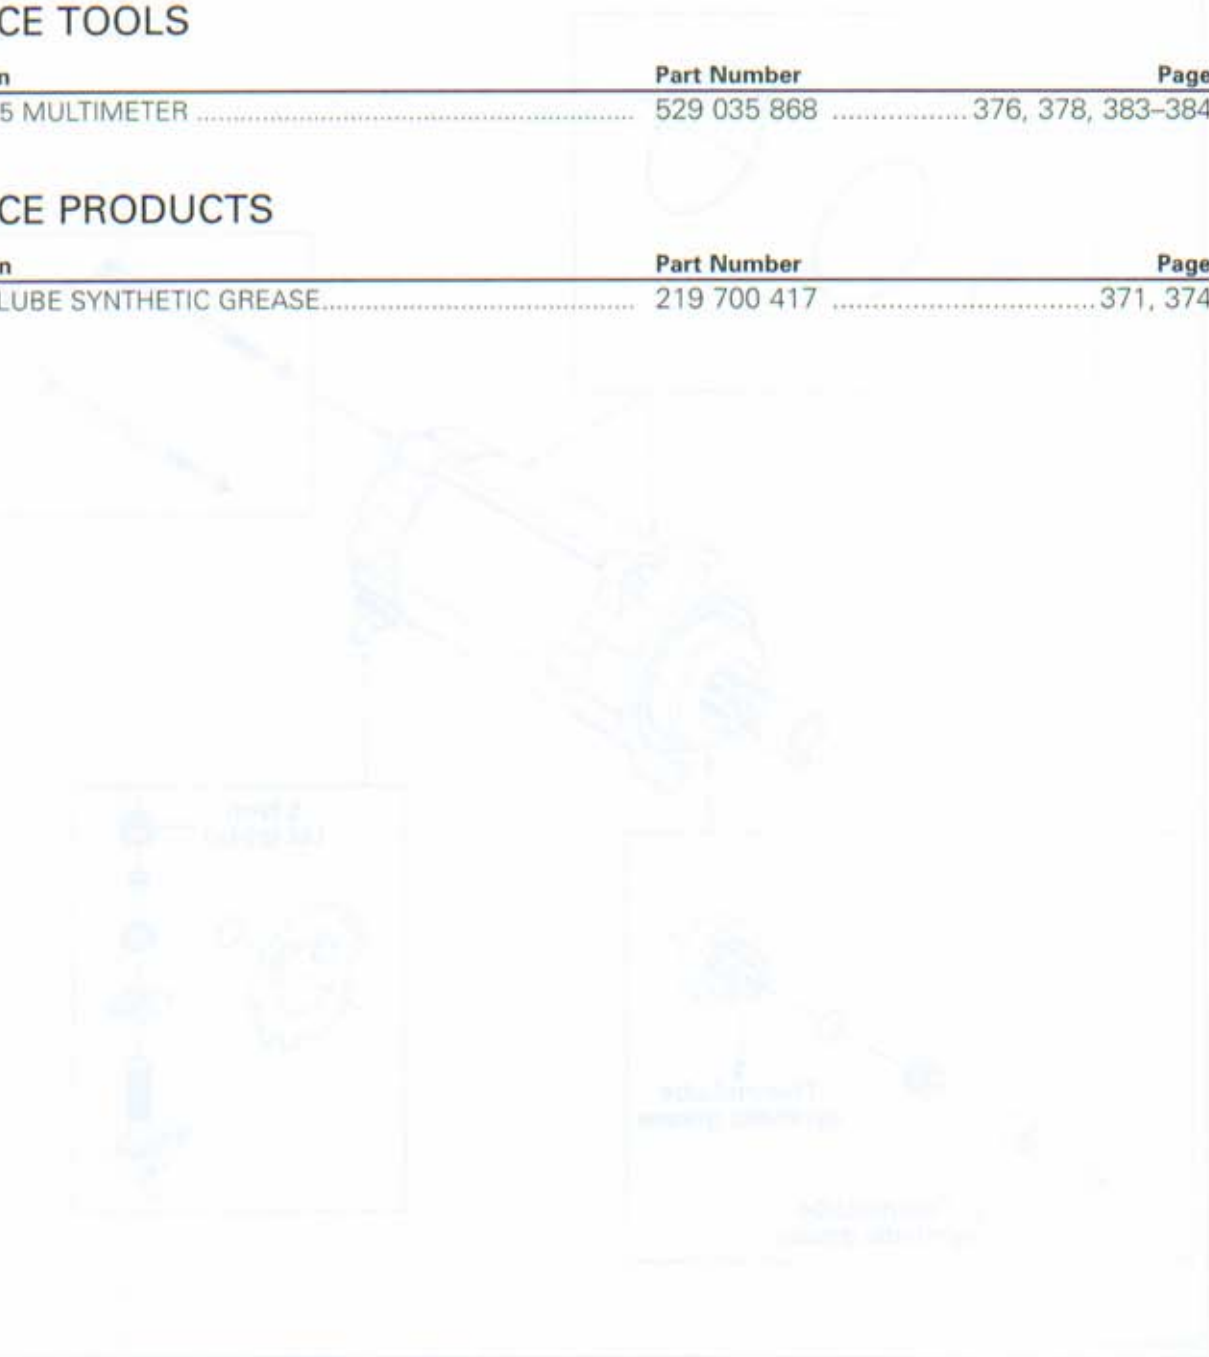 CE TOOLS
n Part Number Page
5 MULTIMETER ........................................................ 529 035 868 ................. 376, 378, 383–384
CE PRODUCTS
n Part Number Page
LUBE SYNTHETIC GREASE........................................ 219 700 417 ................................. 371, 374